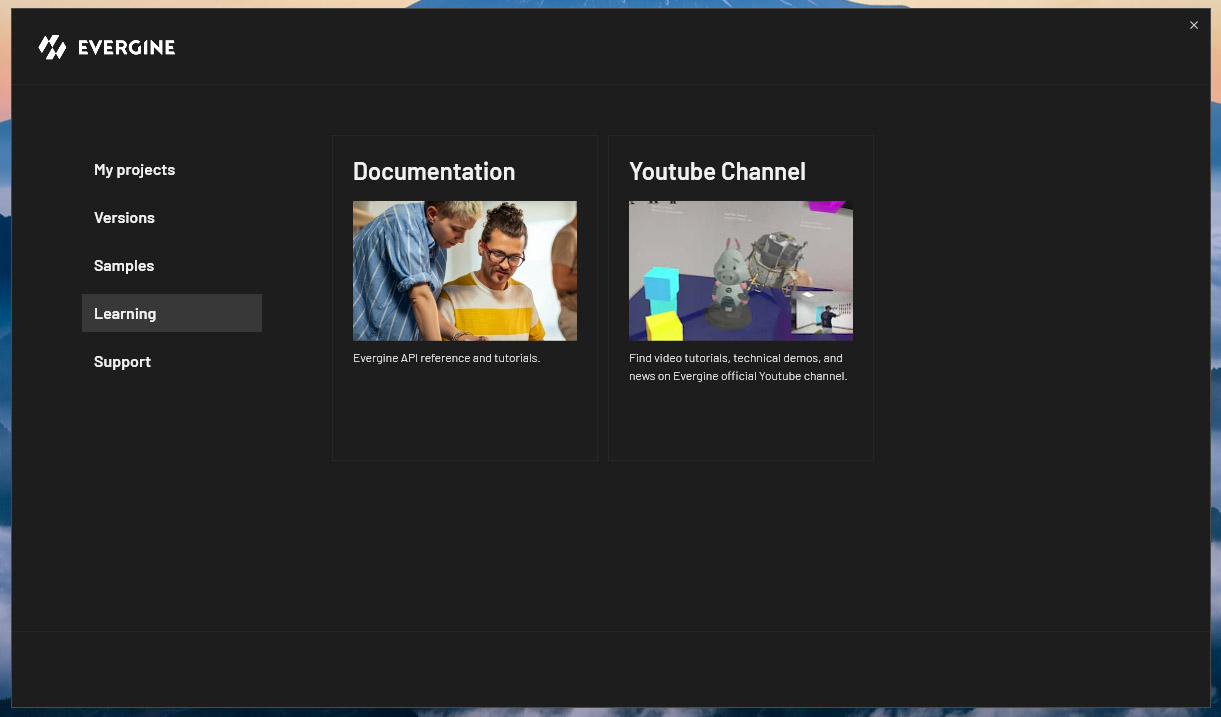 EVERGINE
My projects
Versions
Samples
Learning
Support
Documentation
Evergine API reference and tutorials.
Youtube Channel
Find video tutorials, technical demos, and
news on Evergine official Youtube channel.